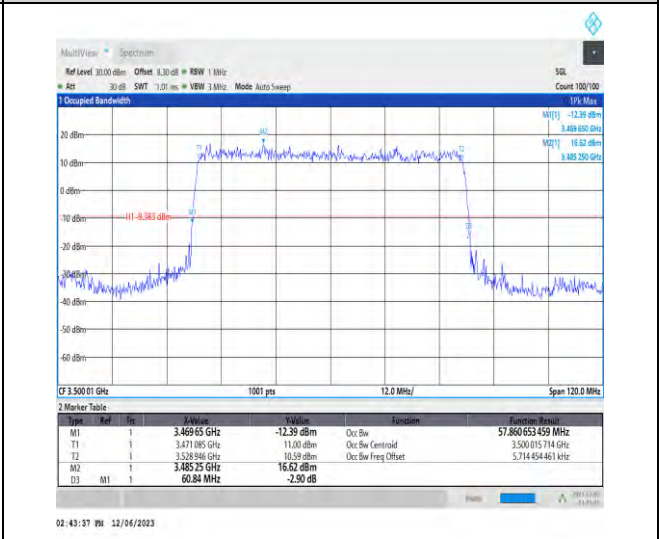 MultiView Spectrum
Ref Level 30.00 dBm Offset 8.30 dB RBW 1 MHz SGL
Att 30 dB SWT 1.01 ms VBW 3 MHz Mode Auto Sweep Count 100/100
1 Occupied Bandwidth 1Pk Max
M1[1] -12.39 dBm
3.469 650 GHz
M2[1] 16.62 dBm
3.485 250 GHz
20 dBm
10 dBm
0 dBm
-10 dBm
H1 -9.383 dBm
-20 dBm
-30 dBm
-40 dBm
-50 dBm
-60 dBm
M2
T2
M1
CF 3.500 01 GHz 1001 pts 12.0 MHz/ Span 120.0 MHz
2 Marker Table
Type Ref Trc X-Value Y-Value Function Function Result
M1 1 3.469 65 GHz -12.39 dBm Occ Bw 57.860 653 459 MHz
T1 1 3.471 085 GHz 11.00 dBm Occ Bw Centroid 3.500 015 714 GHz
T2 1 3.528 946 GHz 10.59 dBm Occ Bw Freq Offset 5.714 454 461 kHz
M2 1 3.485 25 GHz 16.62 dBm
D3 M1 1 60.84 MHz -2.90 dB
02:43:37 PM 12/06/2023